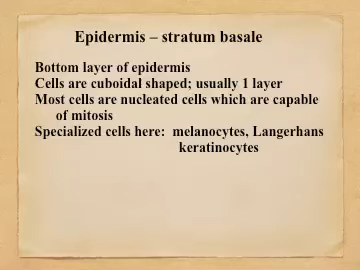 Epidermis – stratum basale
Bottom layer of epidermis
Cells are cuboidal shaped; usually 1 layer
Most cells are nucleated cells which are capable
of mitosis
Specialized cells here:  melanocytes, Langerhans
keratinocytes